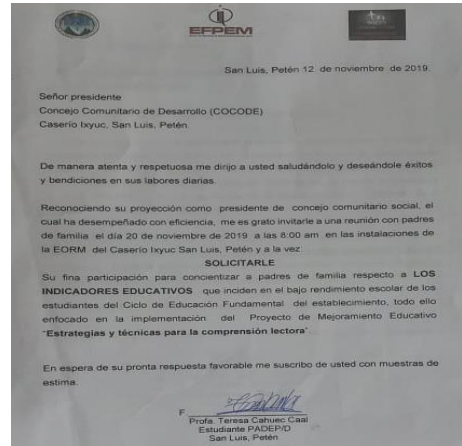 EFPEM
San Luis, Petén 12 de noviembre de 2019.
Señor presidente
Concejo Comunitario de Desarrollo (COCODE)
Caserío Ixyuc, San Luis, Petén.
De manera atenta y respetuosa me dirijo a usted saludándolo y deseándole éxitos
y bendiciones en sus labores diarias.
Reconociendo su proyección como presidente de concejo comunitario social, el
cual ha desempeñado con eficiencia, me es grato invitarle a una reunión con padres
de familia el día 20 de noviembre de 2019 a las 8:00 am en las instalaciones de
la EORM del Caserío Ixyuc San Luis, Petén y a la vez:
SOLICITARLE
Su fina participación para concientizar a padres de familia respecto a LOS
INDICADORES EDUCATIVOS que inciden en el bajo rendimiento escolar de los
estudiantes del Ciclo de Educación Fundamental del establecimiento, todo ello
enfocado en la implementación del Proyecto de Mejoramiento Educativo
"Estrategias y técnicas para la comprensión lectora".
En espera de su pronta respuesta favorable me suscribo de usted con muestras de
estima.
F
Profa. Teresa Cahuec Caal
Estudiante PADEP/D
San Luis, Petén